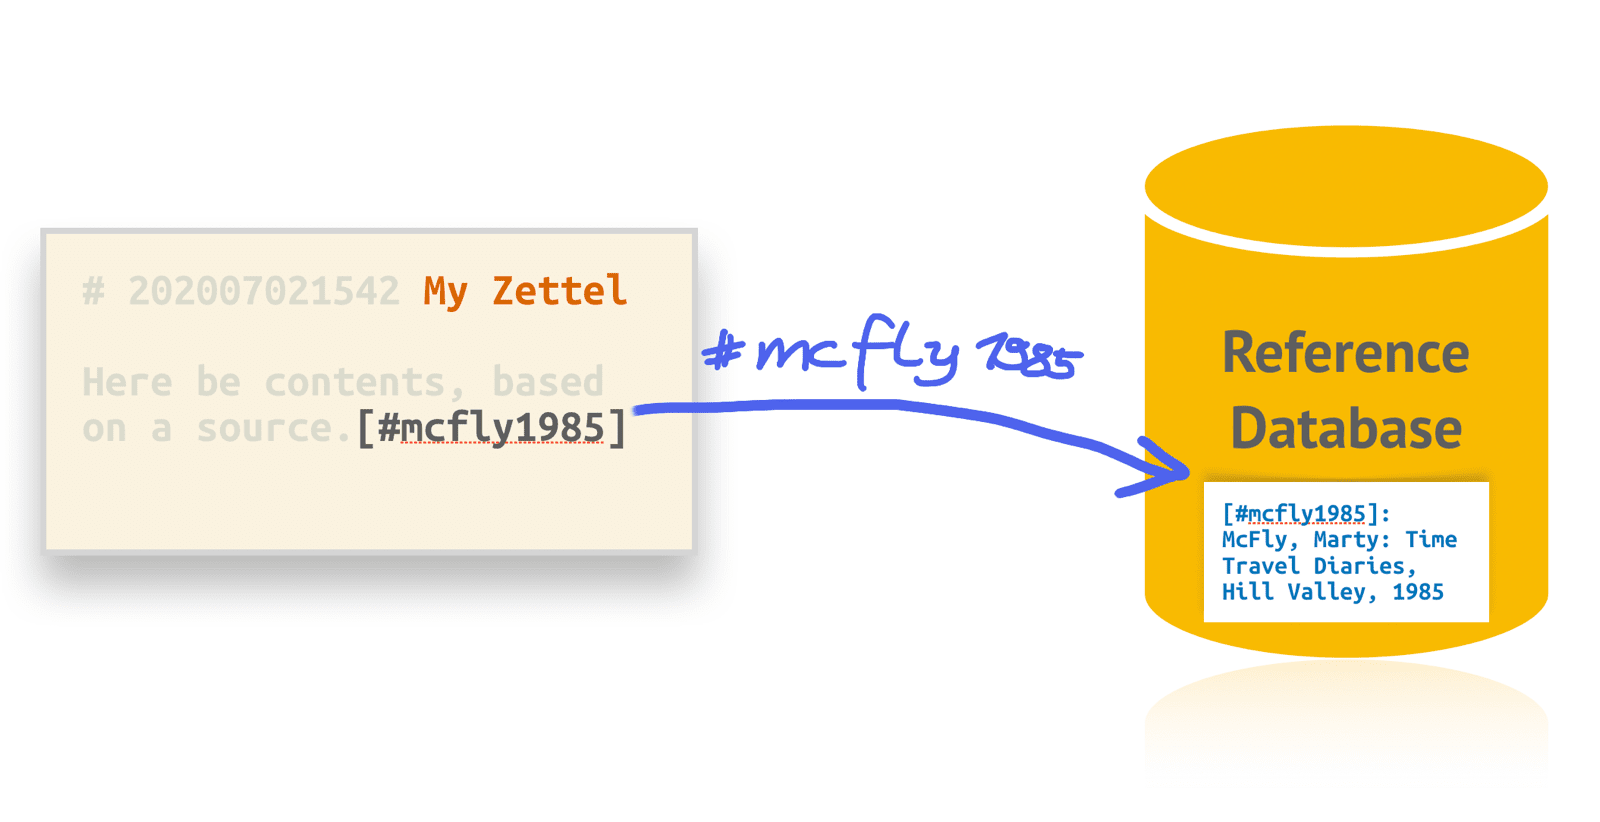 # 202007021542 My Zettel
Here be contents, based
on a source.[#mcfly1985]
#mcfly1985
Reference
Database
[#mcfly1985]:
McFly, Marty: Time
Travel Diaries,
Hill Valley, 1985